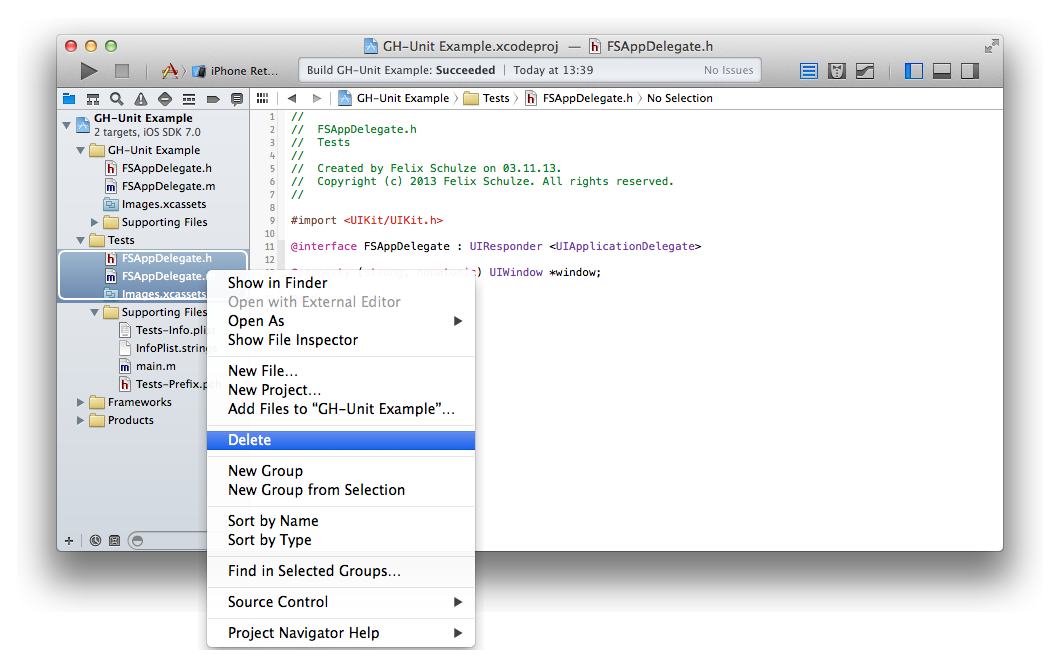 GH-Unit Example.xcodeproj — FSAppDelegate.h
iPhone Ret...
Build GH-Unit Example: Succeeded | Today at 13:39
No Issues
GH-Unit Example 〉 Tests 〉 FSAppDelegate.h 〉 No Selection
GH-Unit Example
2 targets, iOS SDK 7.0
GH-Unit Example
FSAppDelegate.h
FSAppDelegate.m
Images.xcassets
Supporting Files
Tests
FSAppDelegate.h
FSAppDelegate.
Images.xcassets
Supporting Files
Tests-Info.plist
InfoPlist.strings
main.m
Tests-Prefix.pch
Frameworks
Products
1 //
2 //  FSAppDelegate.h
3 //  Tests
4 //
5 //  Created by Felix Schulze on 03.11.13.
6 //  Copyright (c) 2013 Felix Schulze. All rights reserved.
7 //
8
9 #import <UIKit/UIKit.h>
10
11 @interface FSAppDelegate : UIResponder <UIApplicationDelegate>
12
) UIWindow *window;
Show in Finder
Open with External Editor
Open As
Show File Inspector
New File...
New Project...
Add Files to “GH-Unit Example”...
Delete
New Group
New Group from Selection
Sort by Name
Sort by Type
Find in Selected Groups...
Source Control
Project Navigator Help